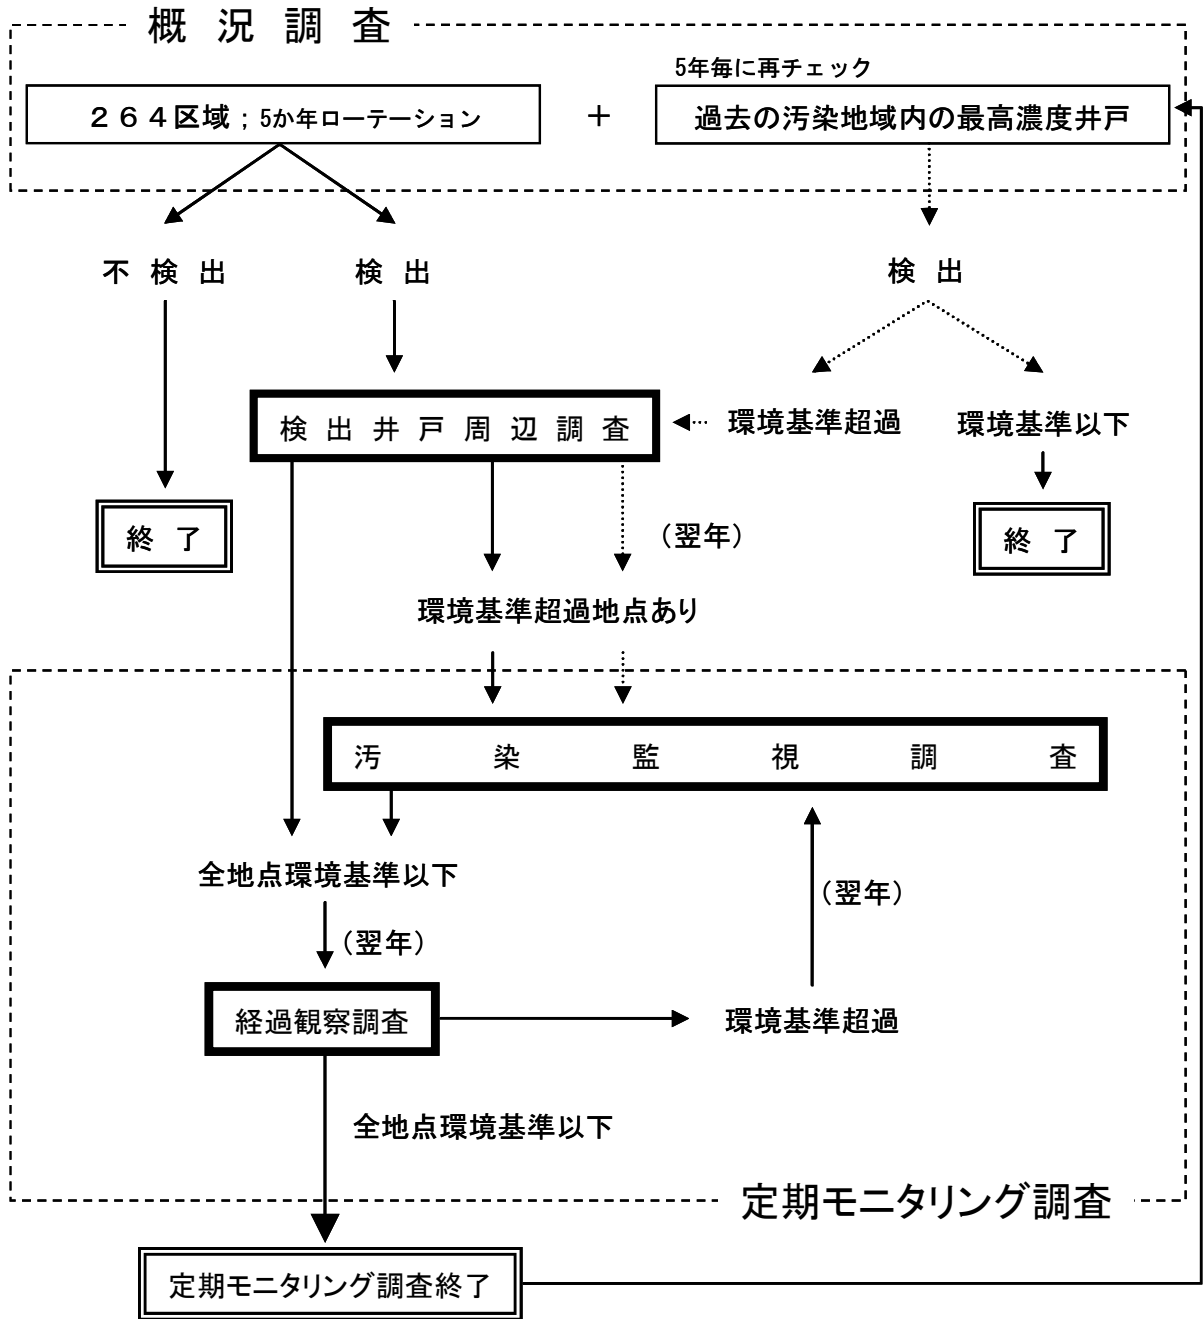 概況調査
5年毎に再チェック
264区域;5か年ローテーション
+
過去の汚染地域内の最高濃度井戸
不検出
検出
検出
検出井戸周辺調査
環境基準超過
環境基準以下
終了
(翌年)
終了
環境基準超過地点あり
汚染監視調査
全地点環境基準以下
(翌年)
(翌年)
経過観察調査
環境基準超過
全地点環境基準以下
定期モニタリング調査
定期モニタリング調査終了